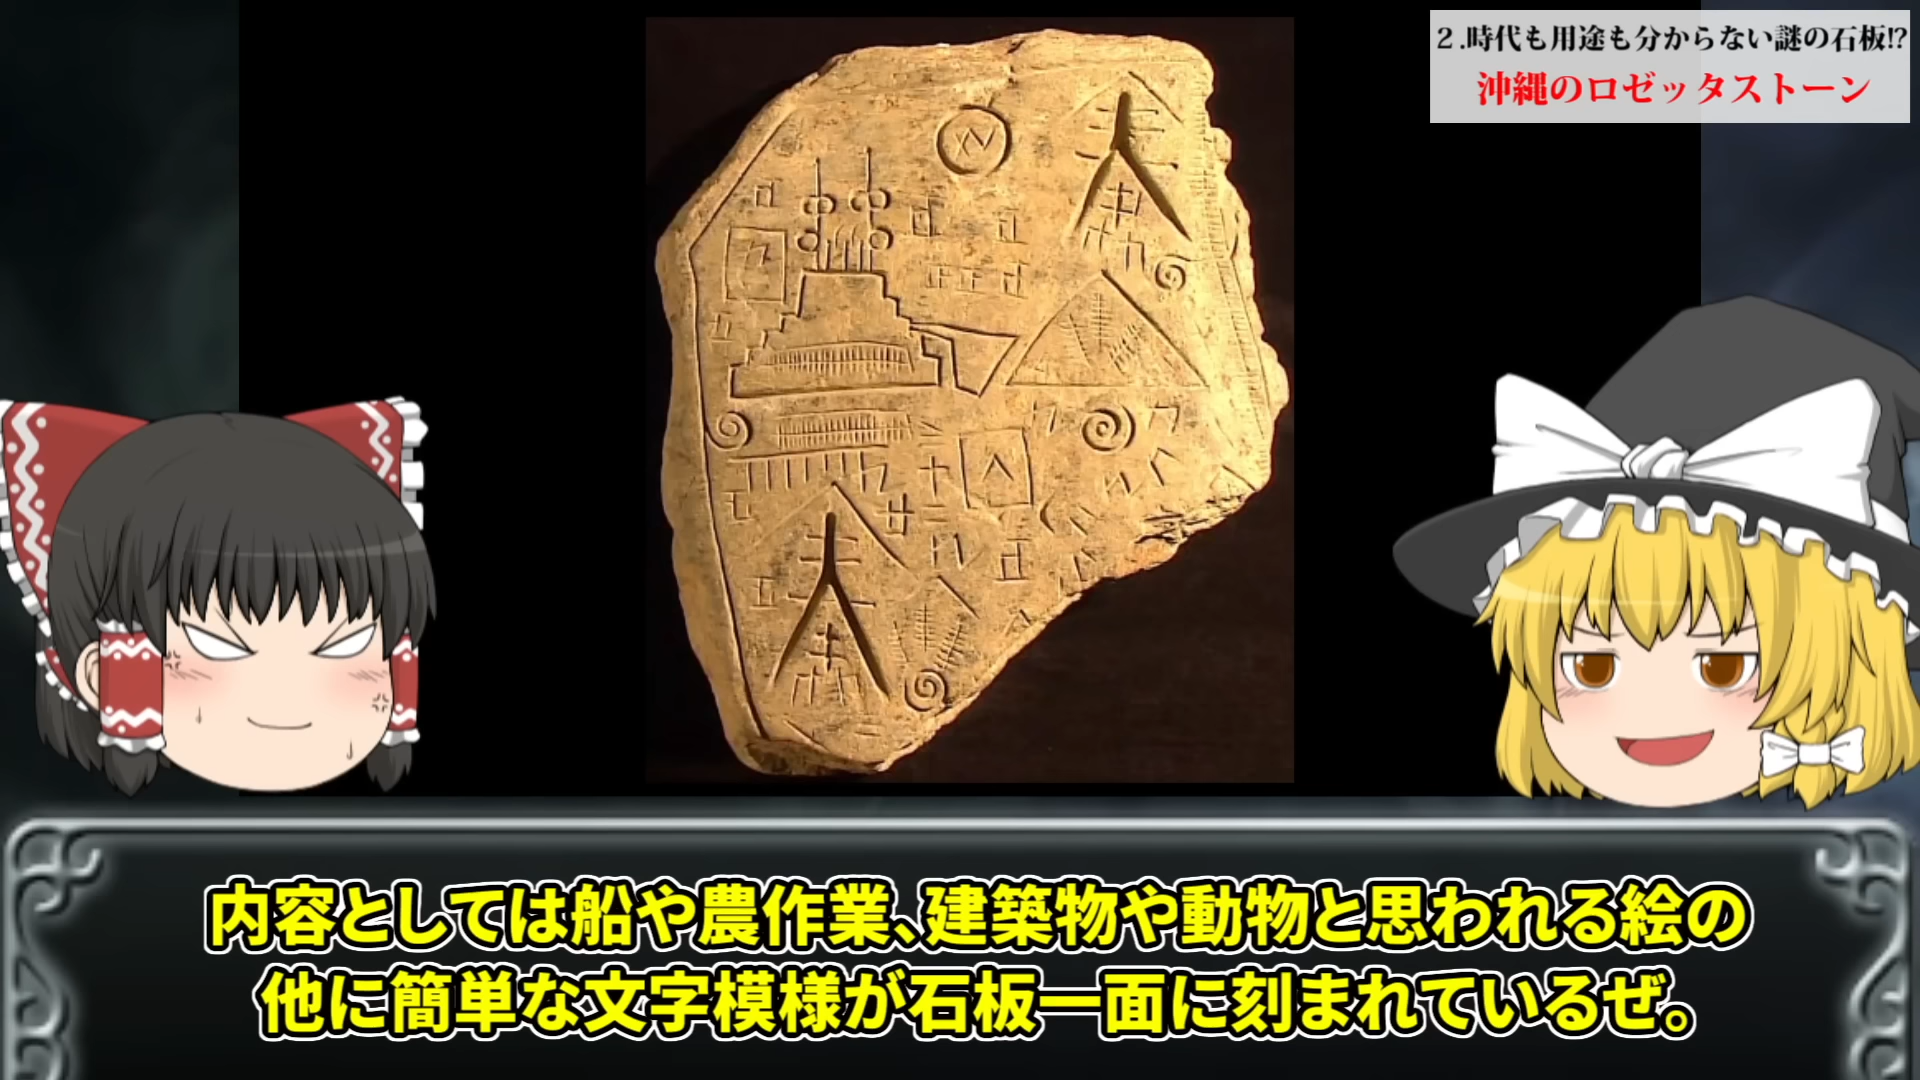 ２.時代も用途も分からない謎の石板!?
沖縄のロゼッタストーン
内容としては船や農作業、建築物や動物と思われる絵の
他に簡単な文字模様が石板一面に刻まれているぜ。